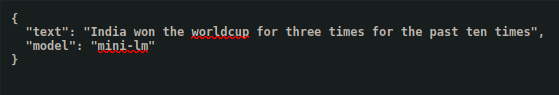 {
"text": "India won the worldcup for three times for the past ten times",
"model": "mini-lm"
}